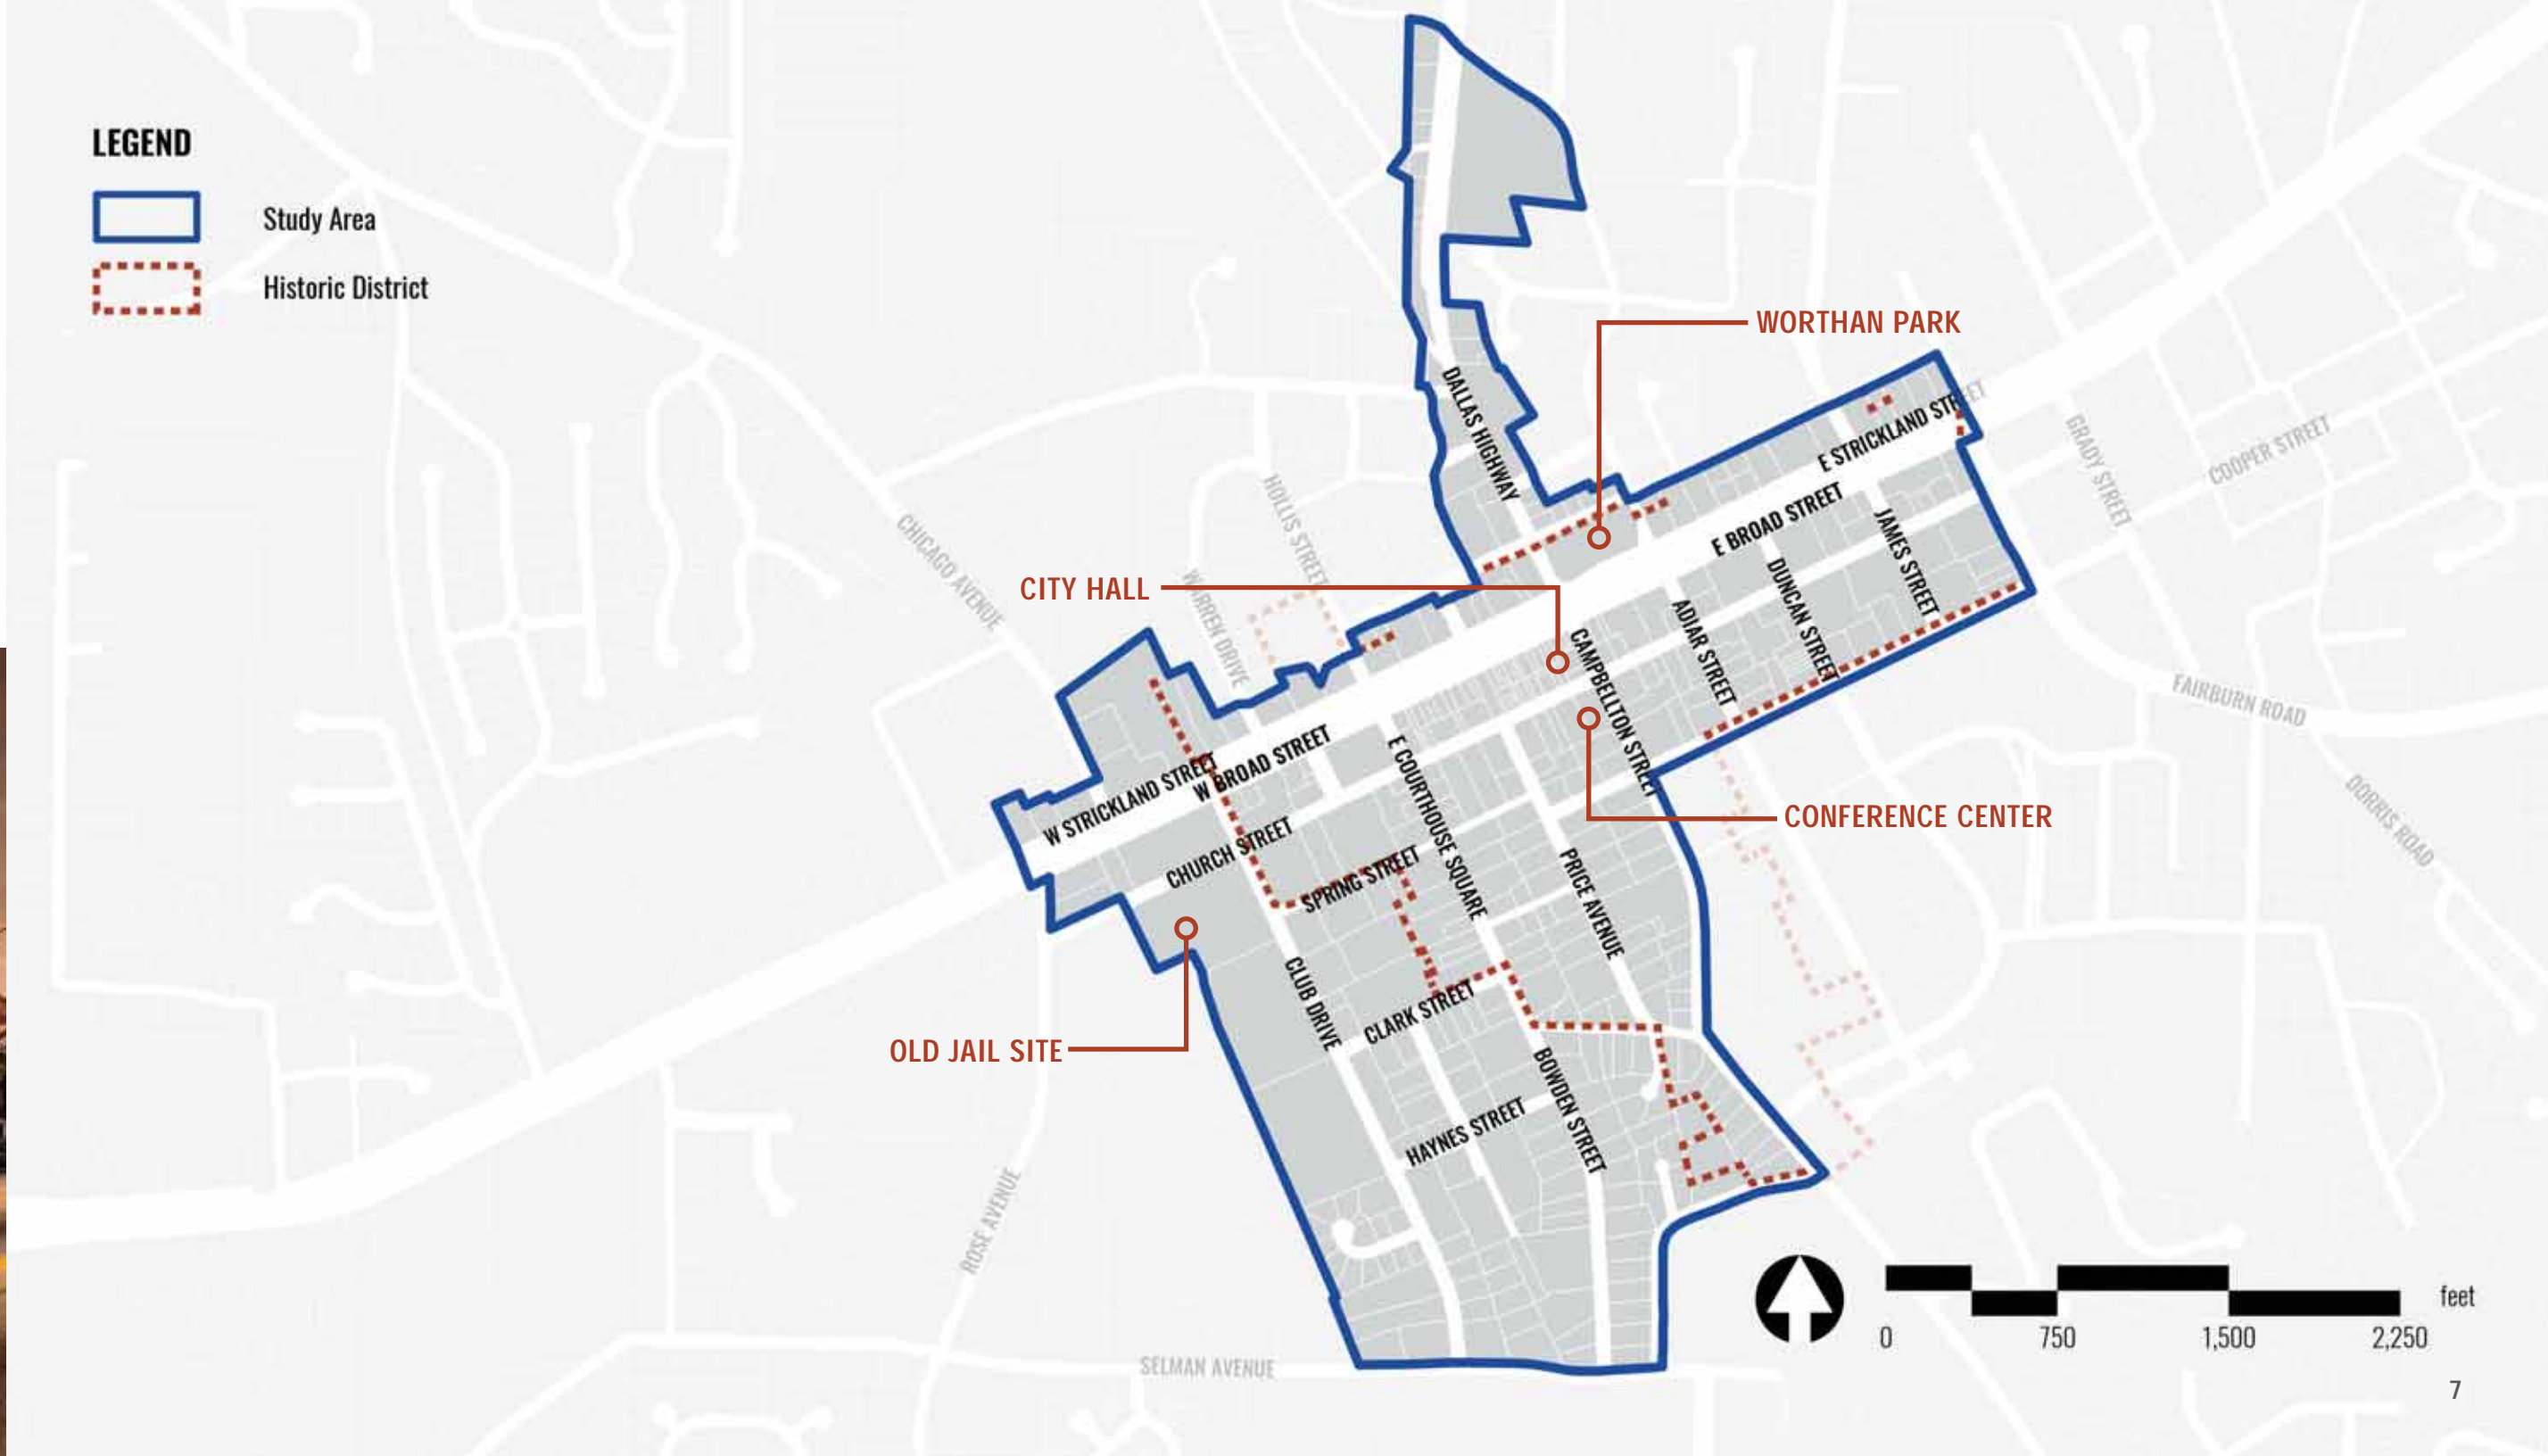 LEGEND
Study Area
Historic District
WORTHAN PARK
DALLAS HIGHWAY
E STRICKLAND STREET
GRADY STREET
COOPER STREET
HOLLIS STREET
E BROAD STREET
JAMES STREET
CHICAGO AVENUE
CITY HALL
WARREN DRIVE
DUNCAN STREET
ADIAR STREET
CAMPBELLTON STREET
FAIRBURN ROAD
W STRICKLAND STREET
W BROAD STREET
E COURTHOUSE SQUARE
CONFERENCE CENTER
DORRIS ROAD
CHURCH STREET
SPRING STREET
PRICE AVENUE
CLUB DRIVE
CLARK STREET
OLD JAIL SITE
BOWDEN STREET
HAYNES STREET
ROSE AVENUE
SELMAN AVENUE
feet
0 750 1,500 2,250
7